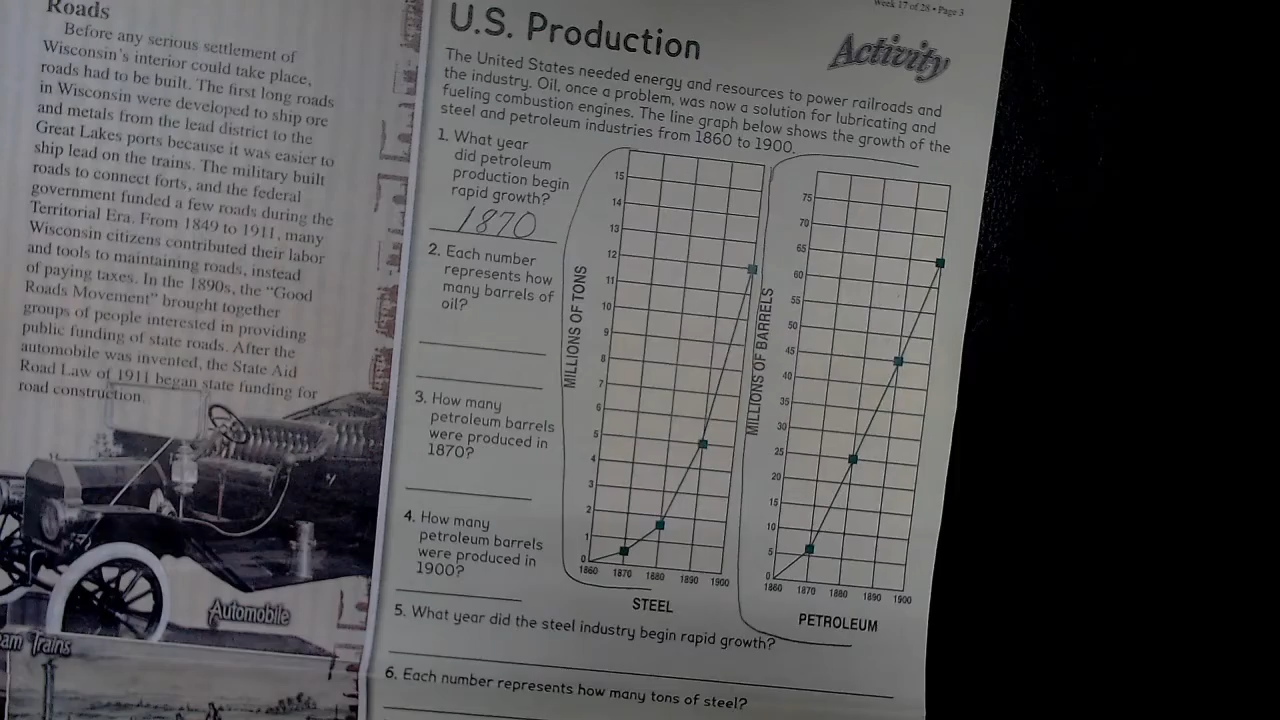 Roads
Before any serious settlement of
Wisconsin's interior could take place,
roads had to be built. The first long roads
in Wisconsin were developed to ship ore
and metals from the lead district to the
Great Lakes ports because it was easier to
ship lead on the trains. The military built
roads to connect forts, and the federal
government funded a few roads during the
Territorial Era. From 1849 to 1911, many
Wisconsin citizens contributed their labor
and tools to maintaining roads, instead
of paying taxes. In the 1890s, the "Good
Roads Movement" brought together
groups of people interested in providing
public funding of state roads. After the
automobile was invented, the State Aid
Road Law of 1911 began state funding for
road construction.
Automobile
am Trains
Week 17 of 28 • Page 3
U.S. Production
Activity
The United States needed energy and resources to power railroads and
the industry. Oil, once a problem, was now a solution for lubricating and
fueling combustion engines. The line graph below shows the growth of the
steel and petroleum industries from 1860 to 1900.
1. What year
did petroleum
production begin
rapid growth?
1870
2. Each number
represents how
many barrels of
oil?
3. How many
petroleum barrels
were produced in
1870?
4. How many
petroleum barrels
were produced in
1900?
MILLIONS OF TONS
15
14
13
12
11
10
9
8
7
6
5
4
3
2
1
0
1860 1870 1880 1890 1900
STEEL
MILLIONS OF BARRELS
75
70
65
60
55
50
45
40
35
30
25
20
15
10
5
0
1860 1870 1880 1890 1900
PETROLEUM
5. What year did the steel industry begin rapid growth?
6. Each number represents how many tons of steel?